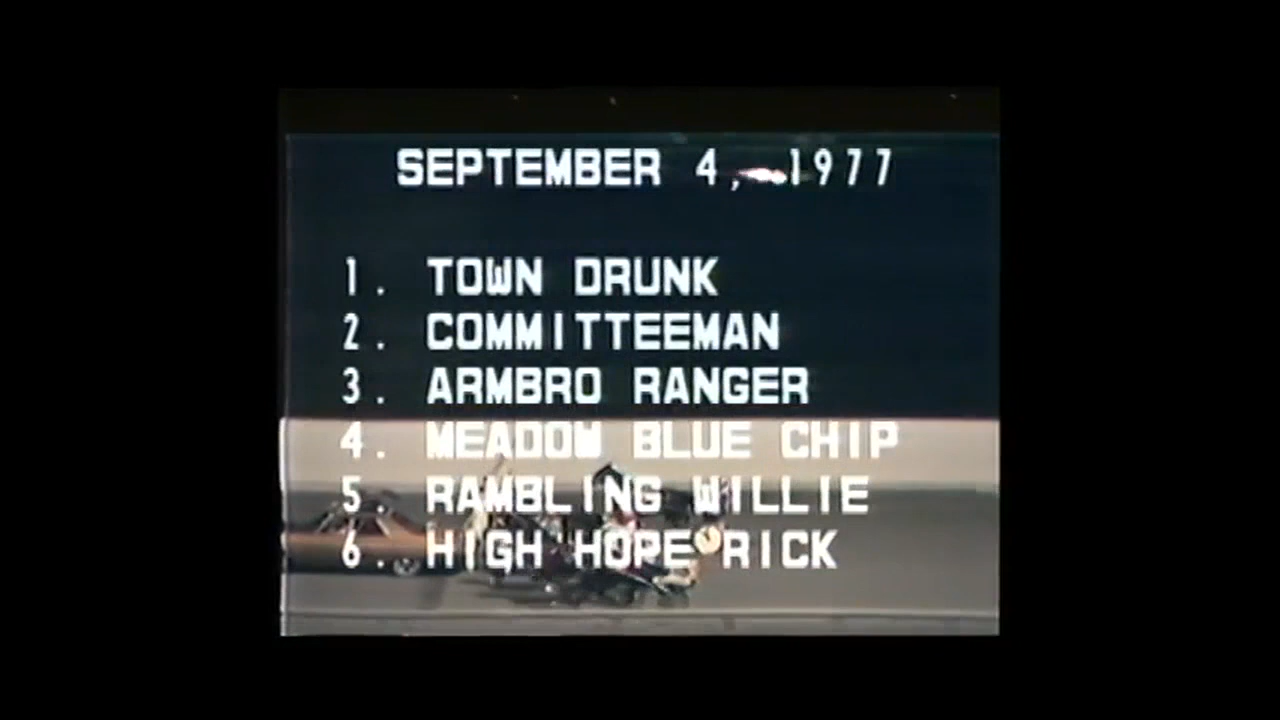 SEPTEMBER 4, 1977
1. TOWN DRUNK
2. COMMITTEEMAN
3. ARMBRO RANGER
4. MEADOW BLUE CHIP
5. RAMBLING WILLIE
6. HIGH HOPE RICK